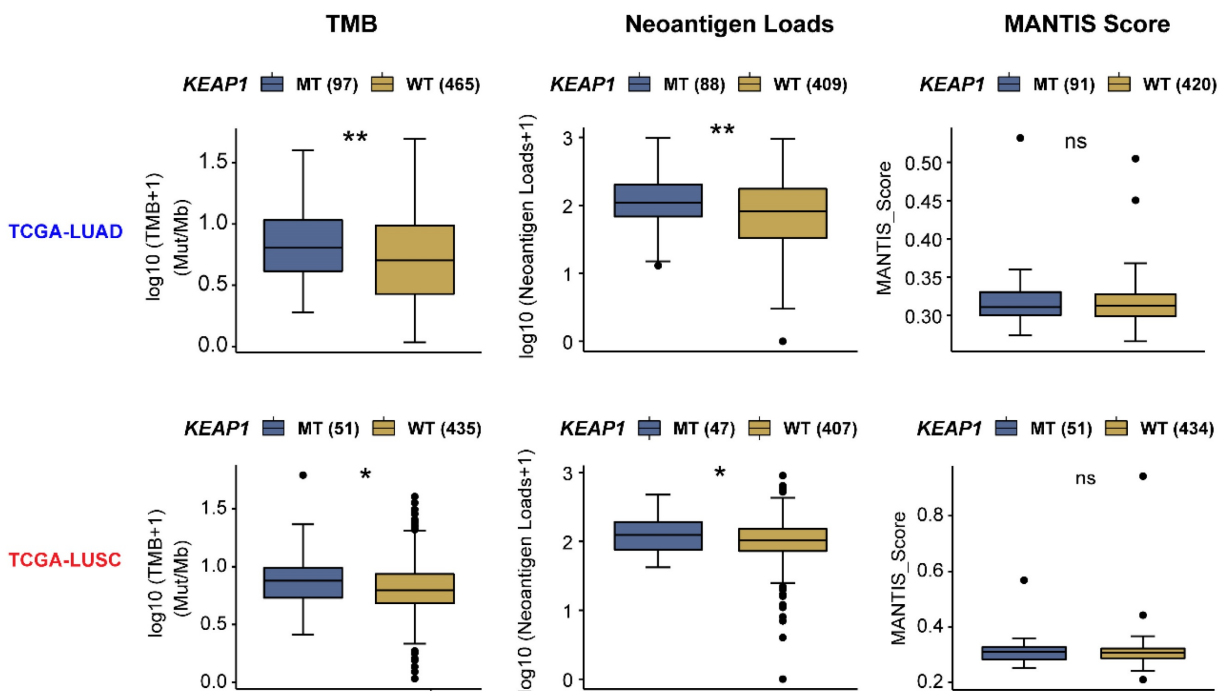 TMB
Neoantigen Loads
MANTIS Score
KEAP1 MT (97) WT (465)
KEAP1 MT (88) WT (409)
KEAP1 MT (91) WT (420)
TCGA-LUAD
log10 (TMB+1)
(Mut/Mb)
1.5
1.0
0.5
0.0
**
log10 (Neoantigen Loads+1)
3
2
1
0
**
MANTIS_Score
0.50
0.45
0.40
0.35
0.30
ns
KEAP1 MT (51) WT (435)
KEAP1 MT (47) WT (407)
KEAP1 MT (51) WT (434)
TCGA-LUSC
log10 (TMB+1)
(Mut/Mb)
1.5
1.0
0.5
0.0
*
log10 (Neoantigen Loads+1)
3
2
1
0
*
MANTIS_Score
0.8
0.6
0.4
0.2
ns